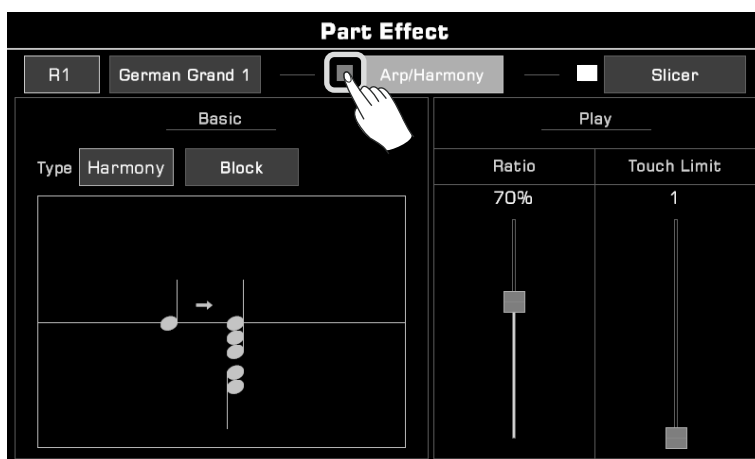 Part Effect
R1 German Grand 1 Arp/Harmony Slicer
Basic Play
Type Harmony Block Ratio Touch Limit
70% 1